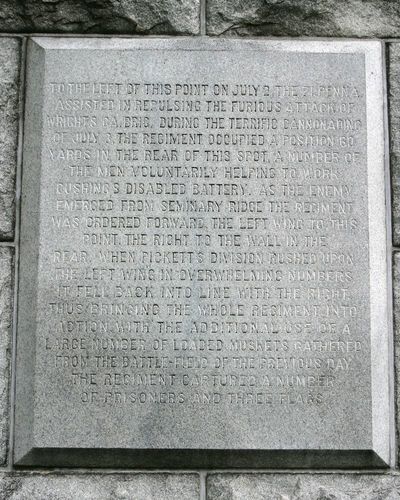 TO THE LEFT OF THIS POINT ON JULY 2, THE 71 PENN'A.
ASSISTED IN REPULSING THE FURIOUS ATTACK OF
WRIGHT'S GA. BRIG. DURING THE TERRIFIC CANNONADING
OF JULY 3, THE REGIMENT OCCUPIED A POSITION 60
YARDS IN THE REAR OF THIS SPOT, A NUMBER OF
THE MEN VOLUNTARILY HELPING TO WORK
CUSHING'S DISABLED BATTERY. AS THE ENEMY
EMERGED FROM SEMINARY RIDGE THE REGIMENT
WAS ORDERED FORWARD, THE LEFT WING TO THIS
POINT, THE RIGHT TO THE WALL IN THE
REAR. WHEN PICKETT'S DIVISION RUSHED UPON
THE LEFT WING IN OVERWHELMING NUMBERS
IT FELL BACK INTO LINE WITH THE RIGHT,
THUS BRINGING THE WHOLE REGIMENT INTO
ACTION WITH THE ADDITIONAL USE OF A
LARGE NUMBER OF LOADED MUSKETS GATHERED
FROM THE BATTLE-FIELD OF THE PREVIOUS DAY.
THE REGIMENT CAPTURED A NUMBER
OF PRISONERS AND THREE FLAGS.